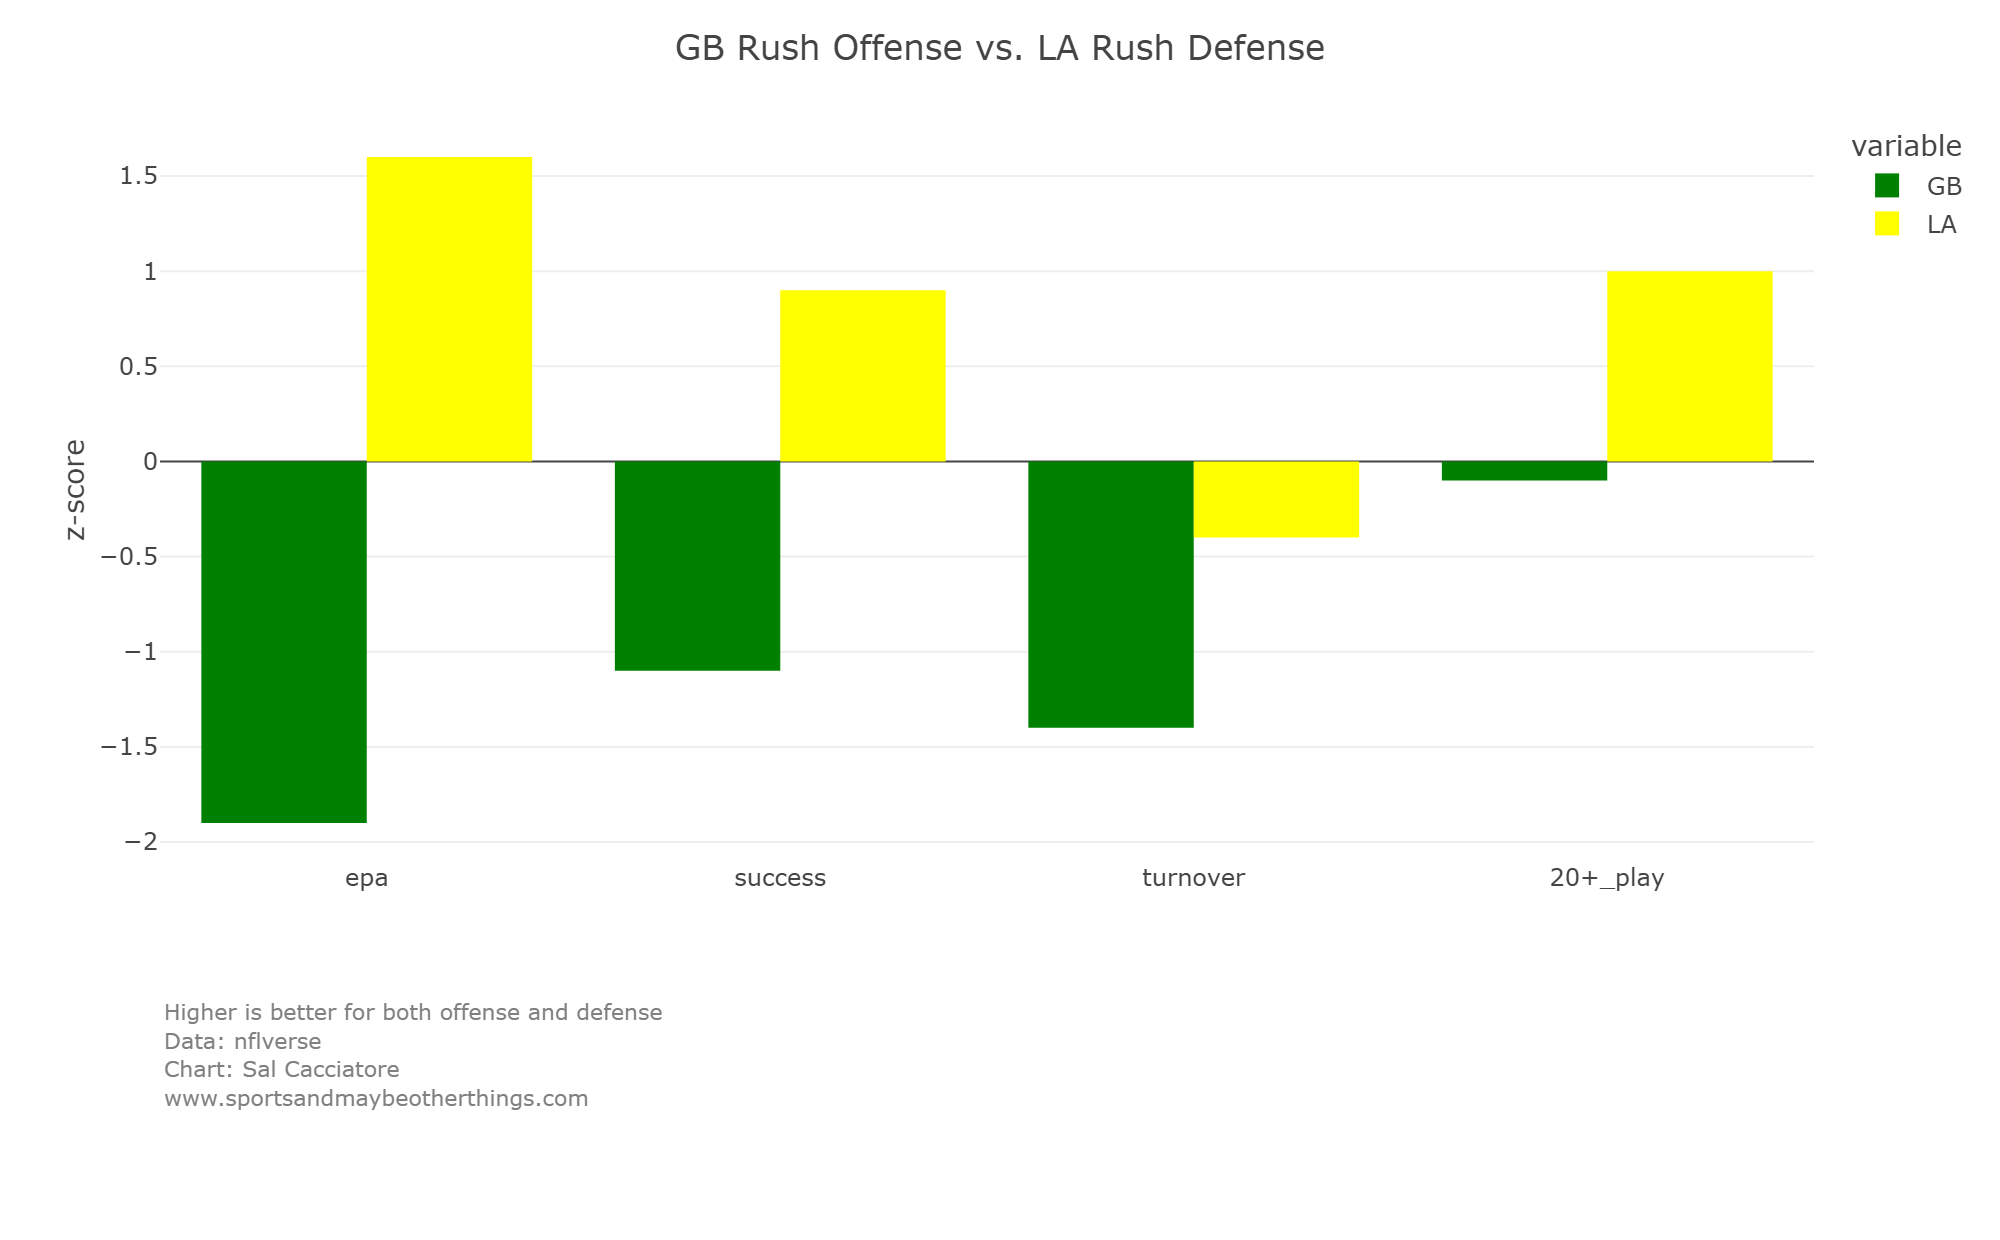 GB Rush Offense vs. LA Rush Defense
variable
GB
LA
1.5
1
0.5
0
−0.5
−1
−1.5
−2
z-score
epa
success
turnover
20+_play
Higher is better for both offense and defense
Data: nflverse
Chart: Sal Cacciatore
www.sportsandmaybeotherthings.com